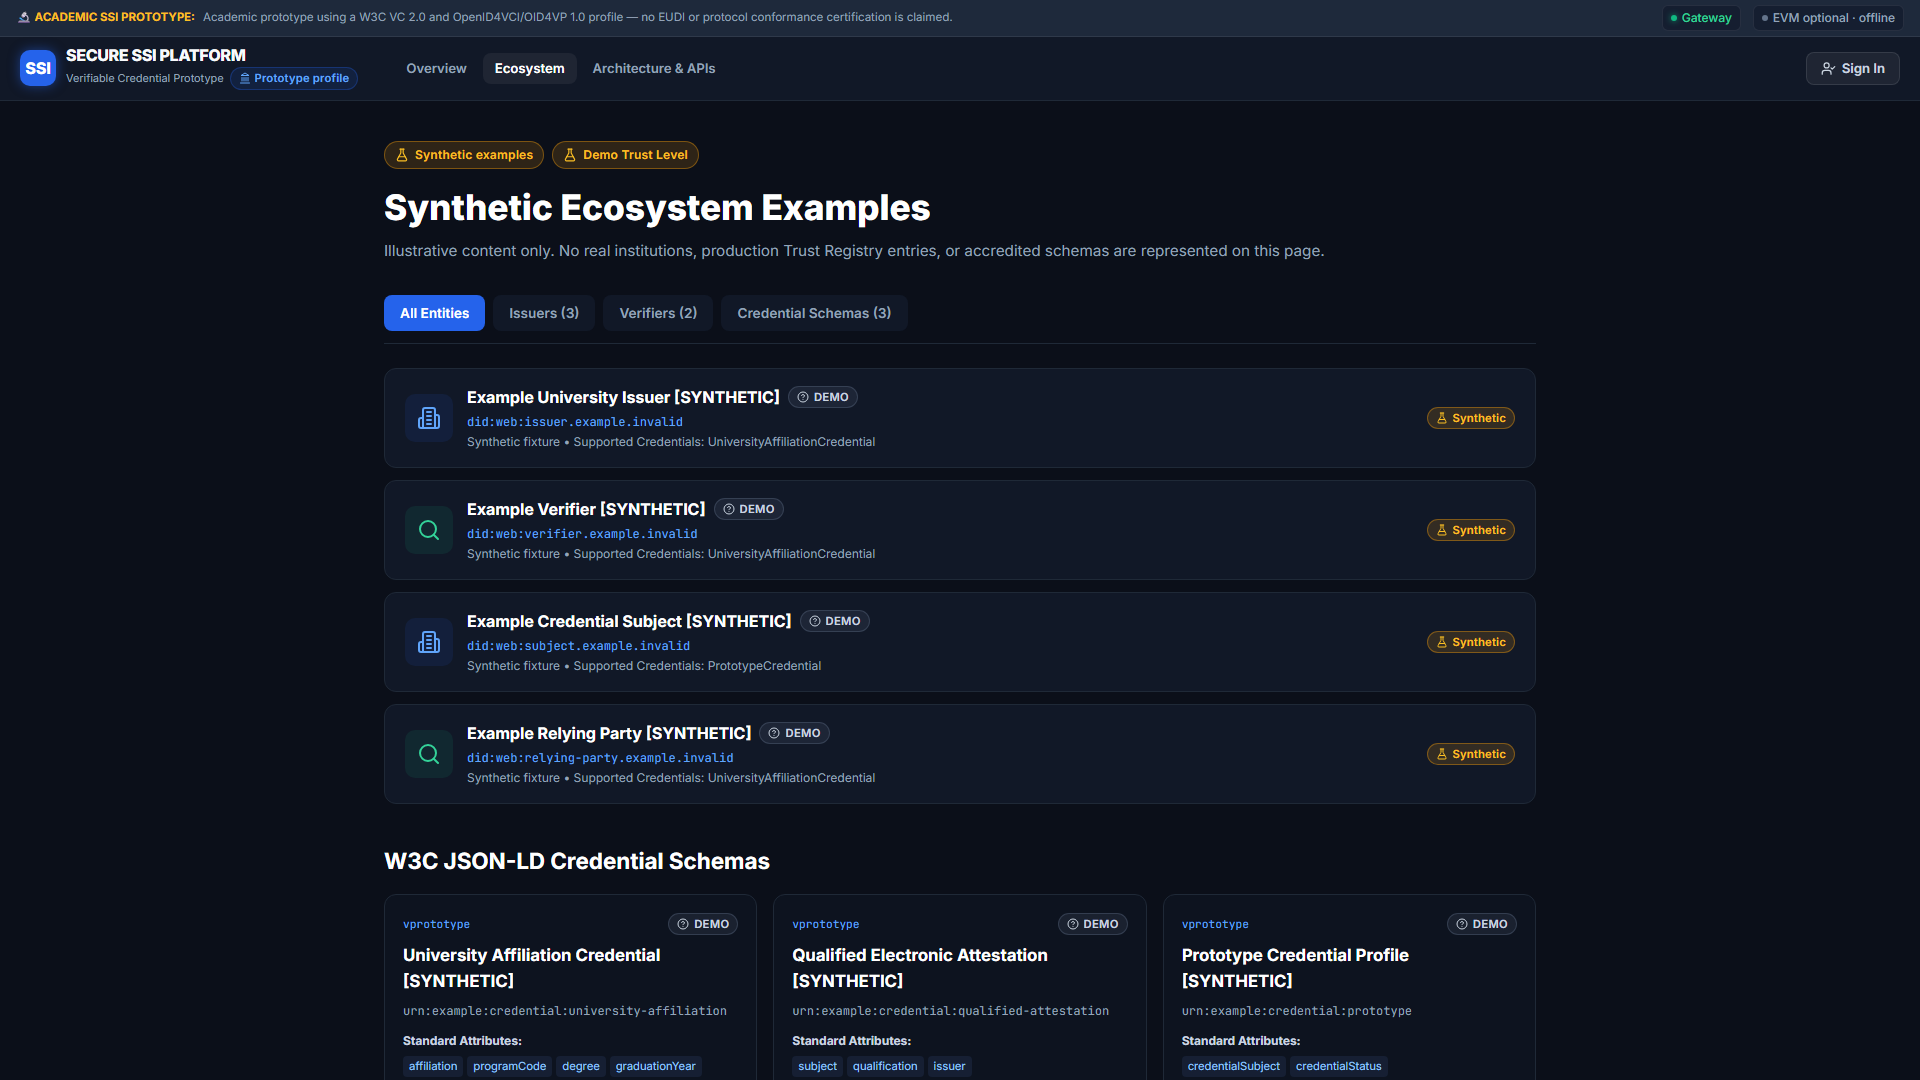 ACADEMIC SSI PROTOTYPE: Academic prototype using a W3C VC 2.0 and OpenID4VCI/OID4VP 1.0 profile — no EUDI or protocol conformance certification is claimed.
Gateway
EVM optional · offline
SSI
SECURE SSI PLATFORM
Verifiable Credential Prototype
Prototype profile
Overview
Ecosystem
Architecture & APIs
Sign In
Synthetic examples
Demo Trust Level
Synthetic Ecosystem Examples
Illustrative content only. No real institutions, production Trust Registry entries, or accredited schemas are represented on this page.
All Entities
Issuers (3)
Verifiers (2)
Credential Schemas (3)
Example University Issuer [SYNTHETIC]
DEMO
did:web:issuer.example.invalid
Synthetic fixture • Supported Credentials: UniversityAffiliationCredential
Synthetic
Example Verifier [SYNTHETIC]
DEMO
did:web:verifier.example.invalid
Synthetic fixture • Supported Credentials: UniversityAffiliationCredential
Synthetic
Example Credential Subject [SYNTHETIC]
DEMO
did:web:subject.example.invalid
Synthetic fixture • Supported Credentials: PrototypeCredential
Synthetic
Example Relying Party [SYNTHETIC]
DEMO
did:web:relying-party.example.invalid
Synthetic fixture • Supported Credentials: UniversityAffiliationCredential
Synthetic
W3C JSON-LD Credential Schemas
vprototype
DEMO
University Affiliation Credential
[SYNTHETIC]
urn:example:credential:university-affiliation
Standard Attributes:
affiliation
programCode
degree
graduationYear
vprototype
DEMO
Qualified Electronic Attestation
[SYNTHETIC]
urn:example:credential:qualified-attestation
Standard Attributes:
subject
qualification
issuer
vprototype
DEMO
Prototype Credential Profile
[SYNTHETIC]
urn:example:credential:prototype
Standard Attributes:
credentialSubject
credentialStatus